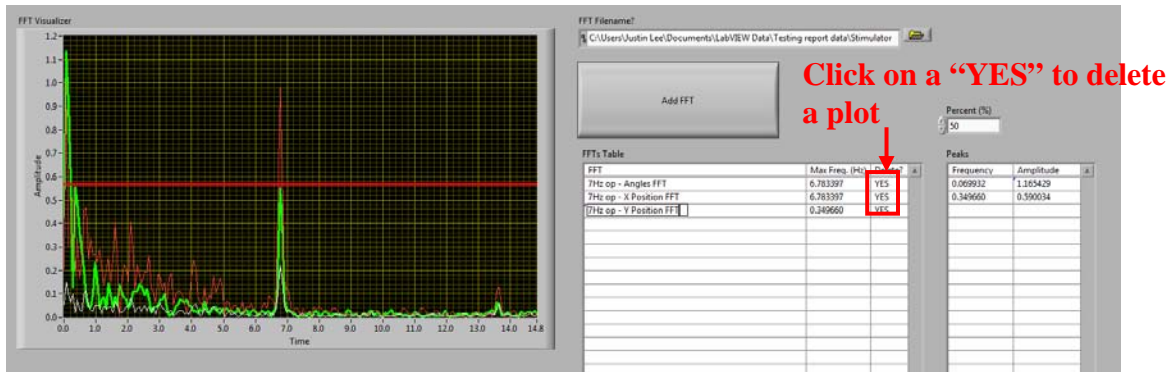 FFT Visualizer
1.2
1.1
1.0
0.9
0.8
0.7
0.6
0.5
0.4
0.3
0.2
0.1
0.0
Amplitude
0.0 1.0 2.0 3.0 4.0 5.0 6.0 7.0 8.0 9.0 10.0 11.0 12.0 13.0 14.0 14.8
Time
FFT Filename?
C:\Users\Justin Lee\Documents\LabVIEW Data\Testing report data\Stimulator
Add FFT
Click on a “YES” to delete
a plot
Percent (%)
50
FFTs Table
FFT Max Freq. (Hz)
7Hz op - Angles FFT 6.783397 YES
7Hz op - X Position FFT 6.783397 YES
7Hz op - Y Position FFT 0.349660 YES
Peaks
Frequency Amplitude
0.069932 1.165429
0.349660 0.590034